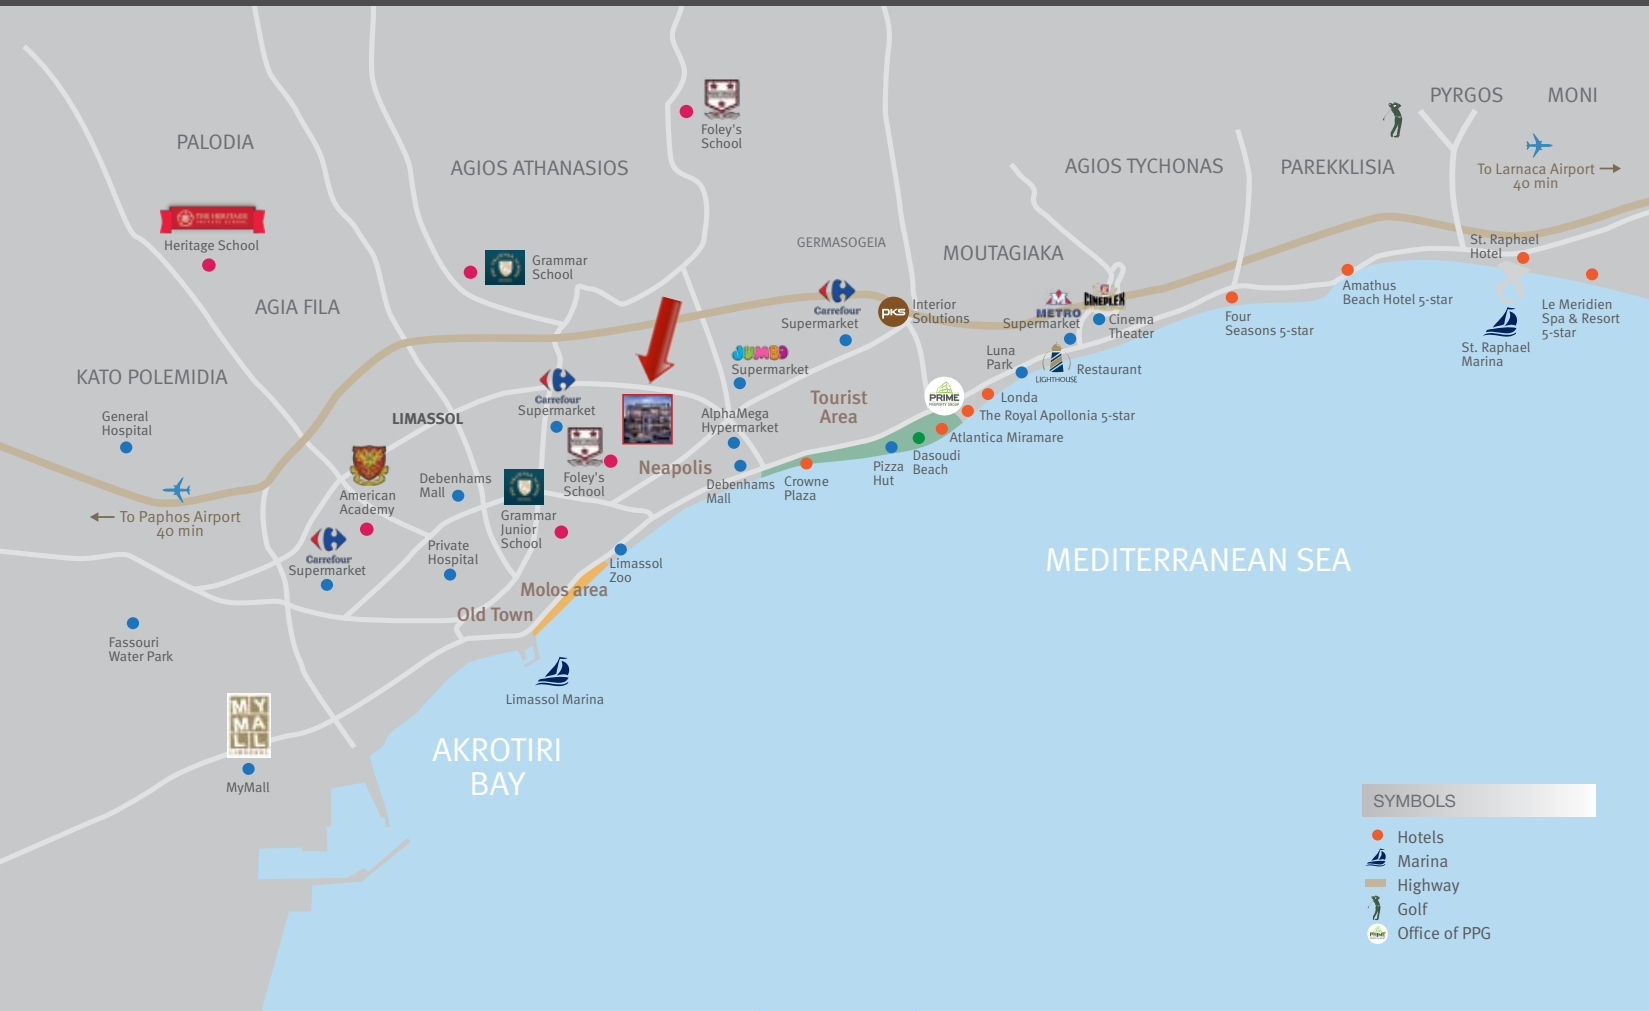 PYRGOS
MONI
PALODIA
Foley's
School
AGIOS ATHANASIOS
AGIOS TYCHONAS
PAREKKLISIA
To Larnaca Airport
40 min
THE HERITAGE
Heritage School
GERMASOGEIA
MOUTAGIAKA
St. Raphael
Hotel
Grammar
School
AGIA FILA
Carrefour
Supermarket
pks
Interior
Solutions
METRO
Supermarket
CINEPLEX
Cinema
Theater
Four
Seasons 5-star
Amathus
Beach Hotel 5-star
Le Meridien
Spa & Resort
5-star
St. Raphael
Marina
JUMBO
Supermarket
Luna
Park
LIGHTHOUSE
Restaurant
KATO POLEMIDIA
General
Hospital
LIMASSOL
Carrefour
Supermarket
AlphaMega
Hypermarket
Tourist
Area
PRIME
PROPERTY GROUP
Londa
The Royal Apollonia 5-star
Atlantica Miramare
Dasoudi
Beach
Pizza
Hut
Crowne
Plaza
Debenhams
Mall
Neapolis
Foley's
School
Debenhams
Mall
American
Academy
Grammar
Junior
School
To Paphos Airport
40 min
Carrefour
Supermarket
Private
Hospital
Limassol
Zoo
Molos area
Old Town
MEDITERRANEAN SEA
Fassouri
Water Park
Limassol Marina
MY
MA
LL
LIMASSOL
MyMall
AKROTIRI
BAY
SYMBOLS
Hotels
Marina
Highway
Golf
PRIME
Office of PPG